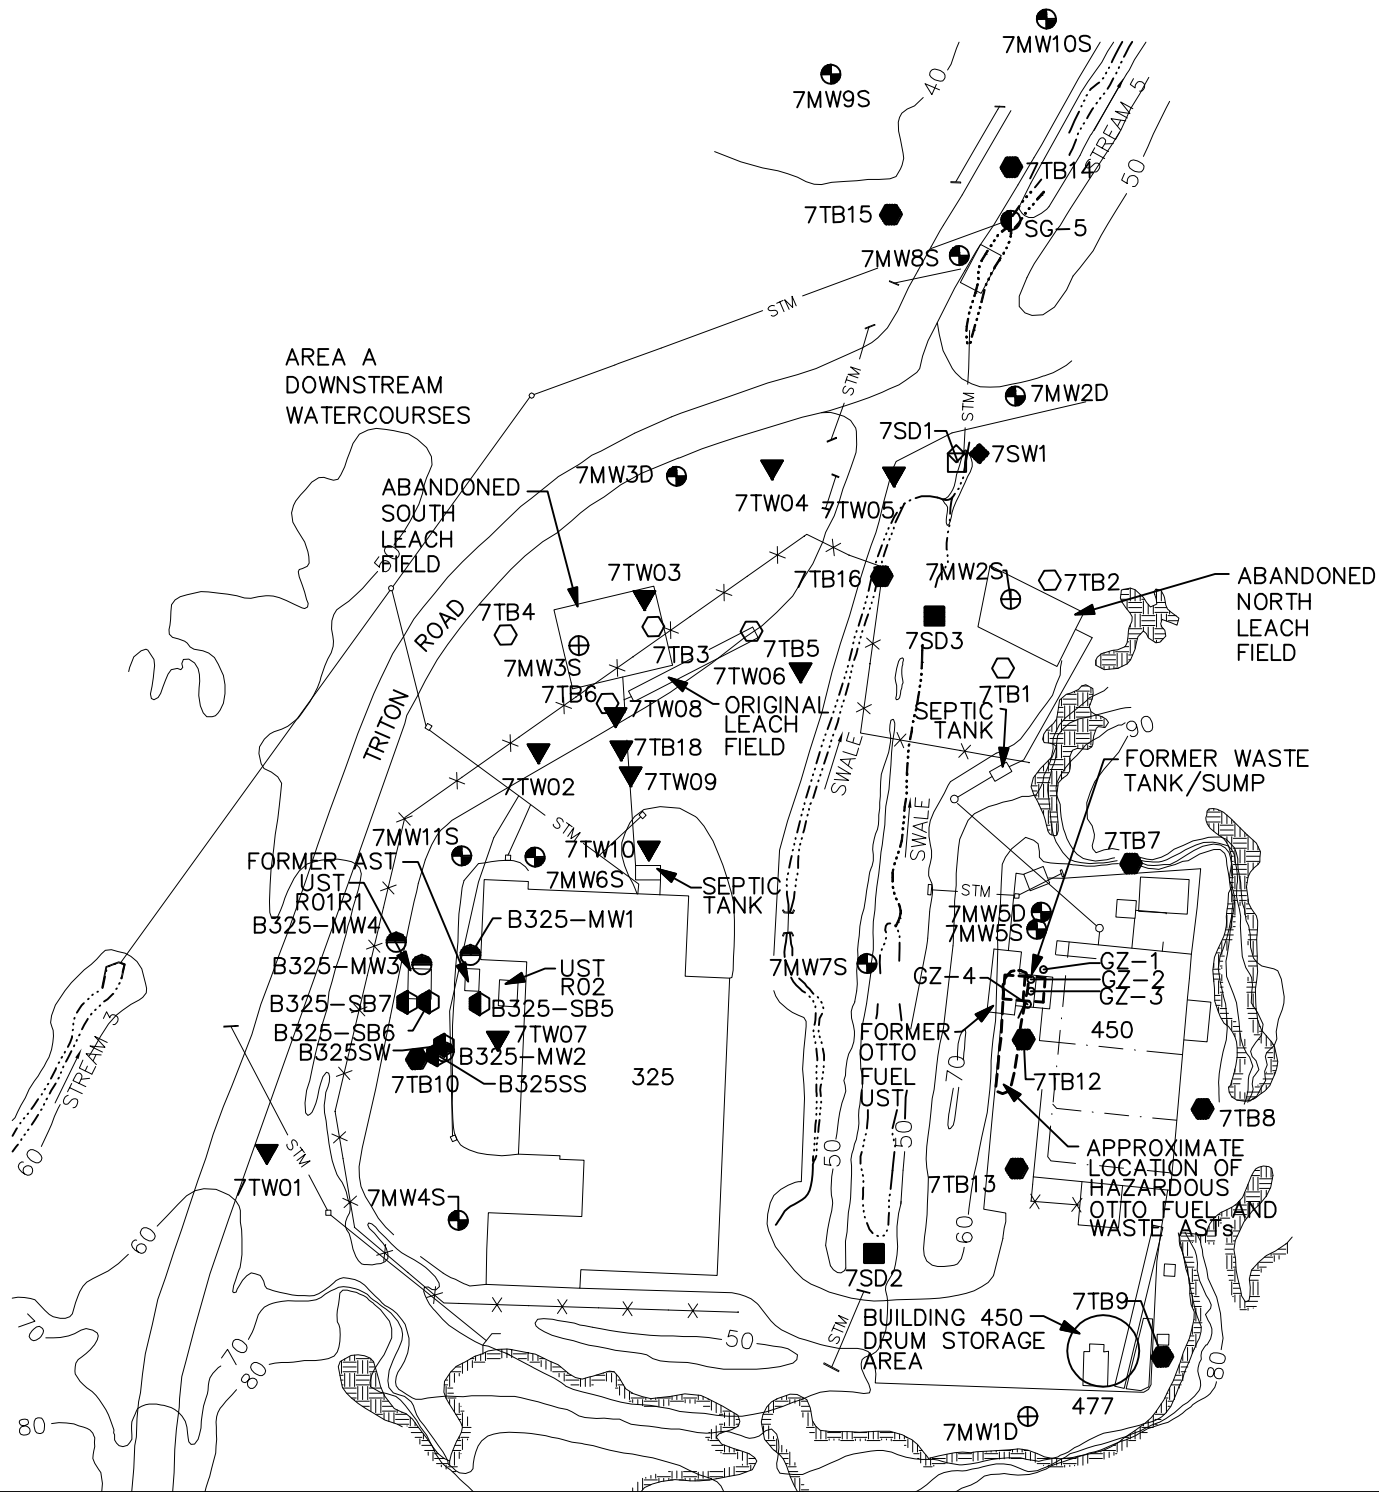 7MW10S
7MW9S
40
STREAM 5
50
7TB14
7TB15
SG-5
7MW8S
STM
AREA A
DOWNSTREAM
WATERCOURSES
STM
STM
7MW2D
7SD1
7SW1
7MW3D
7TW04
7TW05
ABANDONED
SOUTH
LEACH
FIELD
7TW03
7TB16
7MW2S
7TB2
ABANDONED
NORTH
LEACH
FIELD
7TB4
ROAD
7SD3
7MW3S
7TB3
7TB5
7TW06
7TB1
7TB6
7TW08
ORIGINAL
LEACH
FIELD
SEPTIC
TANK
TRITON
90
7TB18
FORMER WASTE
TANK/SUMP
7TW02
7TW09
SWALE
SWALE
7MW11S
STM
7TW10
7TB7
FORMER AST
7MW6S
SEPTIC
TANK
STM
UST
R01R1
B325-MW4
B325-MW1
7MW5D
7MW5S
B325-MW3
UST
R02
7MW7S
GZ-4
GZ-1
GZ-2
GZ-3
B325-SB7
B325-SB5
B325-SB6
7TW07
FORMER
OTTO
FUEL
UST
450
B325SW
B325-MW2
7TB10
B325SS
325
70
7TB12
7TB8
STREAM 3
60
STM
50
50
APPROXIMATE
LOCATION OF
HAZARDOUS
OTTO FUEL AND
WASTE ASTs
7TW01
7MW4S
7TB13
60
60
7SD2
70
70
80
STM
50
BUILDING 450
DRUM STORAGE
AREA
7TB9
80
477
80
7MW1D